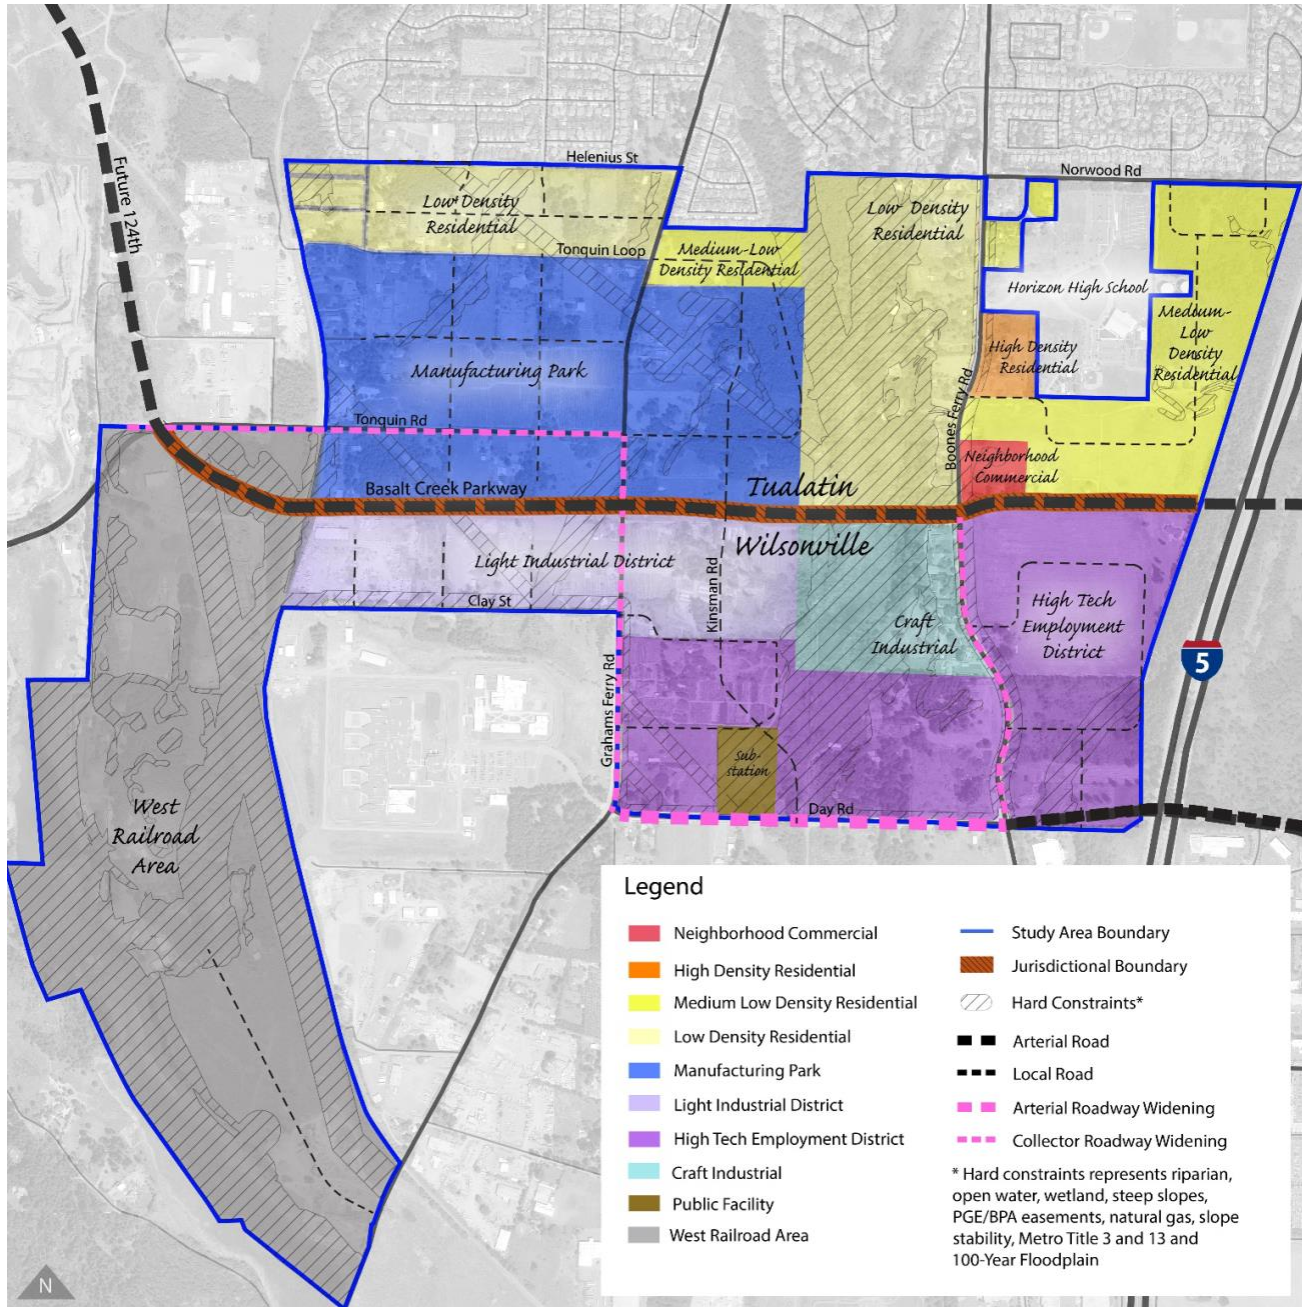 Helenius St
Norwood Rd
Future 124th
Low Density
Residential
Low Density
Residential
Tonquin Loop
Medium-Low
Density Residential
Horizon High School
Medium-
Low
Density
Residential
High Density
Residential
Manufacturing Park
Boones Ferry Rd
Tonquin Rd
Neighborhood
Commercial
Basalt Creek Parkway
Tualatin
Wilsonville
Light Industrial District
Kinsman Rd
Clay St
Craft
Industrial
High Tech
Employment
District
5
Grahams Ferry Rd
Sub-
station
Day Rd
West
Railroad
Area
Legend
Neighborhood Commercial
High Density Residential
Medium Low Density Residential
Low Density Residential
Manufacturing Park
Light Industrial District
High Tech Employment District
Craft Industrial
Public Facility
West Railroad Area
Study Area Boundary
Jurisdictional Boundary
Hard Constraints*
Arterial Road
Local Road
Arterial Roadway Widening
Collector Roadway Widening
* Hard constraints represents riparian,
open water, wetland, steep slopes,
PGE/BPA easements, natural gas, slope
stability, Metro Title 3 and 13 and
100-Year Floodplain
N